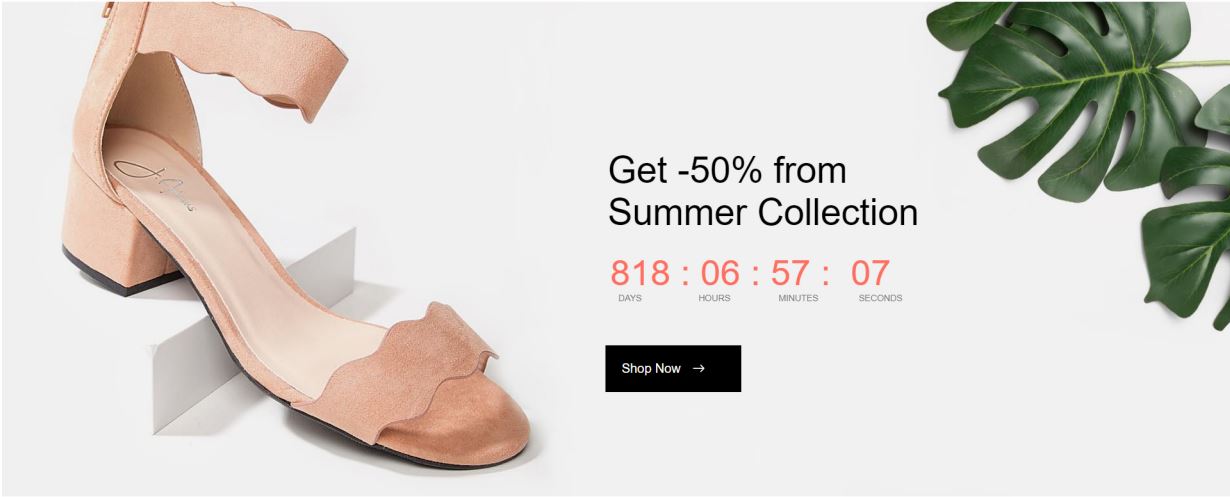 Get -50% from
Summer Collection
818 : 06 : 57 : 07
DAYS HOURS MINUTES SECONDS
Shop Now →